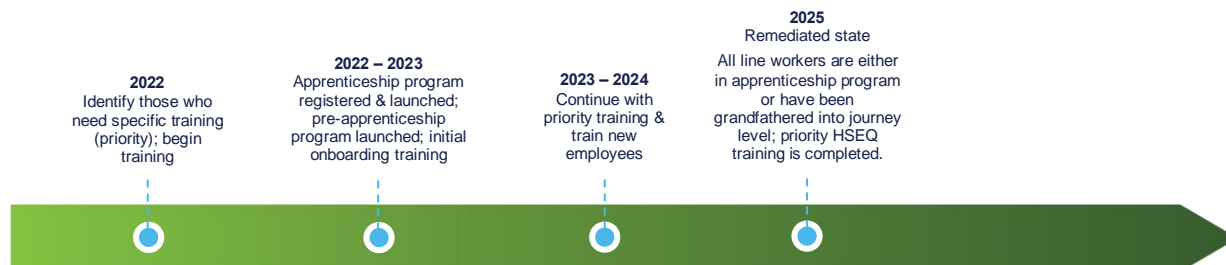 2022
Identify those who
need specific training
(priority); begin
training
2022 – 2023
Apprenticeship program
registered & launched;
pre-apprenticeship
program launched; initial
onboarding training
2023 – 2024
Continue with
priority training &
train new
employees
2025
Remediated state
All line workers are either
in apprenticeship program
or have been
grandfathered into journey
level; priority HSEQ
training is completed.